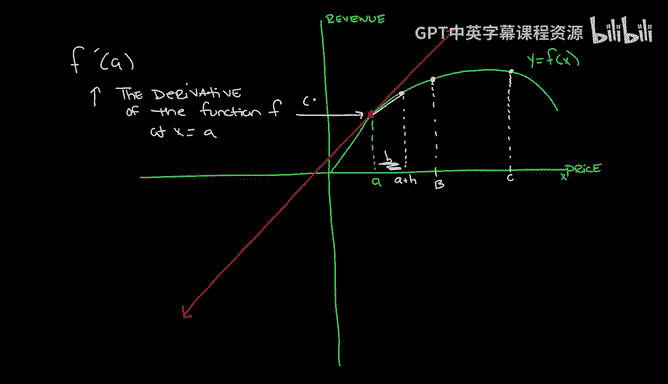 REVENUE
GPT中英字幕课程资源 bilibili
f'(a)
y=f(x)
↑ THE DERIVATIVE
OF the function f
at x=a
C.
h
a
a+h
B
C
x
PRICE